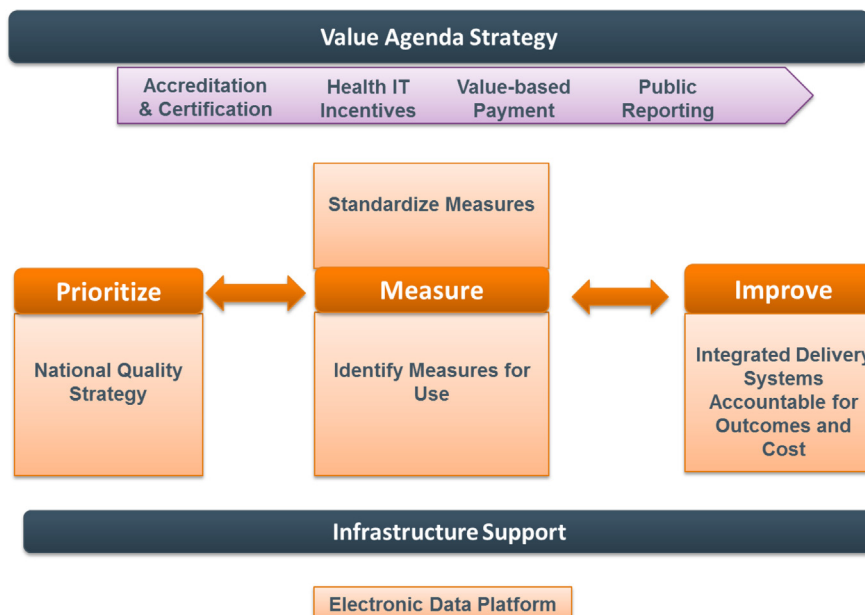 Value Agenda Strategy
Accreditation
& Certification
Health IT
Incentives
Value-based
Payment
Public
Reporting
Standardize Measures
Prioritize
Measure
Improve
National Quality
Strategy
Identify Measures for
Use
Integrated Delivery
Systems
Accountable for
Outcomes and
Cost
Infrastructure Support
Electronic Data Platform